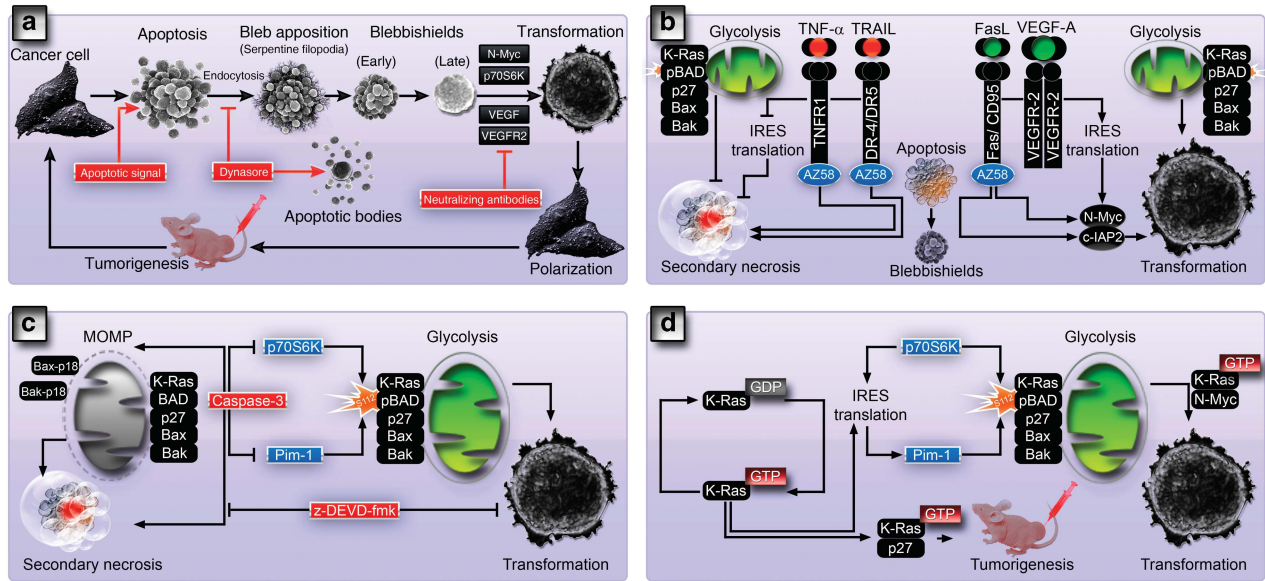 a
Cancer cell
Apoptosis
Endocytosis
Bleb apposition
(Serpentine filopodia)
Blebbishields
(Early)
(Late)
N-Myc
p70S6K
VEGF
VEGFR2
Transformation
Apoptotic signal
Dynasore
Apoptotic bodies
Neutralizing antibodies
Tumorigenesis
Polarization
b
K-Ras
pBAD
p27
Bax
Bak
Glycolysis
TNF-α
TRAIL
FasL
VEGF-A
Glycolysis
K-Ras
pBAD
p27
Bax
Bak
IRES
translation
TNFR1
DR-4/DR5
Fas/ CD95
VEGFR-2
VEGFR-2
IRES
translation
AZ58
AZ58
AZ58
Apoptosis
Blebbishields
N-Myc
c-IAP2
Secondary necrosis
Transformation
c
MOMP
Bax-p18
Bak-p18
K-Ras
BAD
p27
Bax
Bak
Caspase-3
p70S6K
Pim-1
S112
Glycolysis
K-Ras
pBAD
p27
Bax
Bak
z-DEVD-fmk
Secondary necrosis
Transformation
d
K-Ras
GDP
K-Ras
GTP
p70S6K
IRES
translation
Pim-1
S112
Glycolysis
K-Ras
pBAD
p27
Bax
Bak
GTP
K-Ras
N-Myc
K-Ras
GTP
p27
Tumorigenesis
Transformation